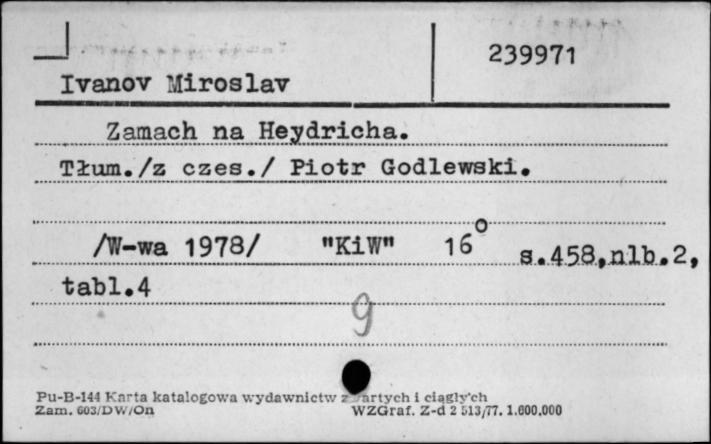 239971
Ivanov Miroslav
Zamach na Heydricha.
Tłum./z czes./ Piotr Godlewski.
/W-wa 1978/ "KiW" 16° s.458,nlb.2,
tabl.4
9
Pu-B-144 Karta katalogowa wydawnictw z artych i ciągłych
Zam. 603/DW/On WZGraf. Z-d 2 513/77. 1.000,000